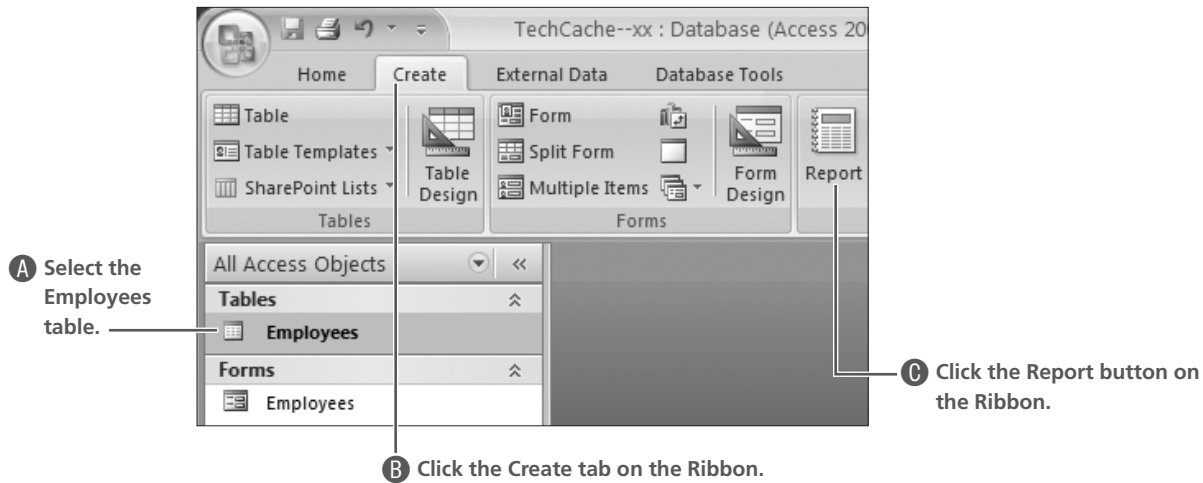 TechCache--xx : Database (Access 20
Home Create External Data Database Tools
Table
Table Templates
SharePoint Lists
Table
Design
Tables
Form
Split Form
Multiple Items
Form
Design
Forms
Report
All Access Objects
Tables
Employees
Forms
Employees
A Select the
Employees
table.
B Click the Create tab on the Ribbon.
C Click the Report button on
the Ribbon.